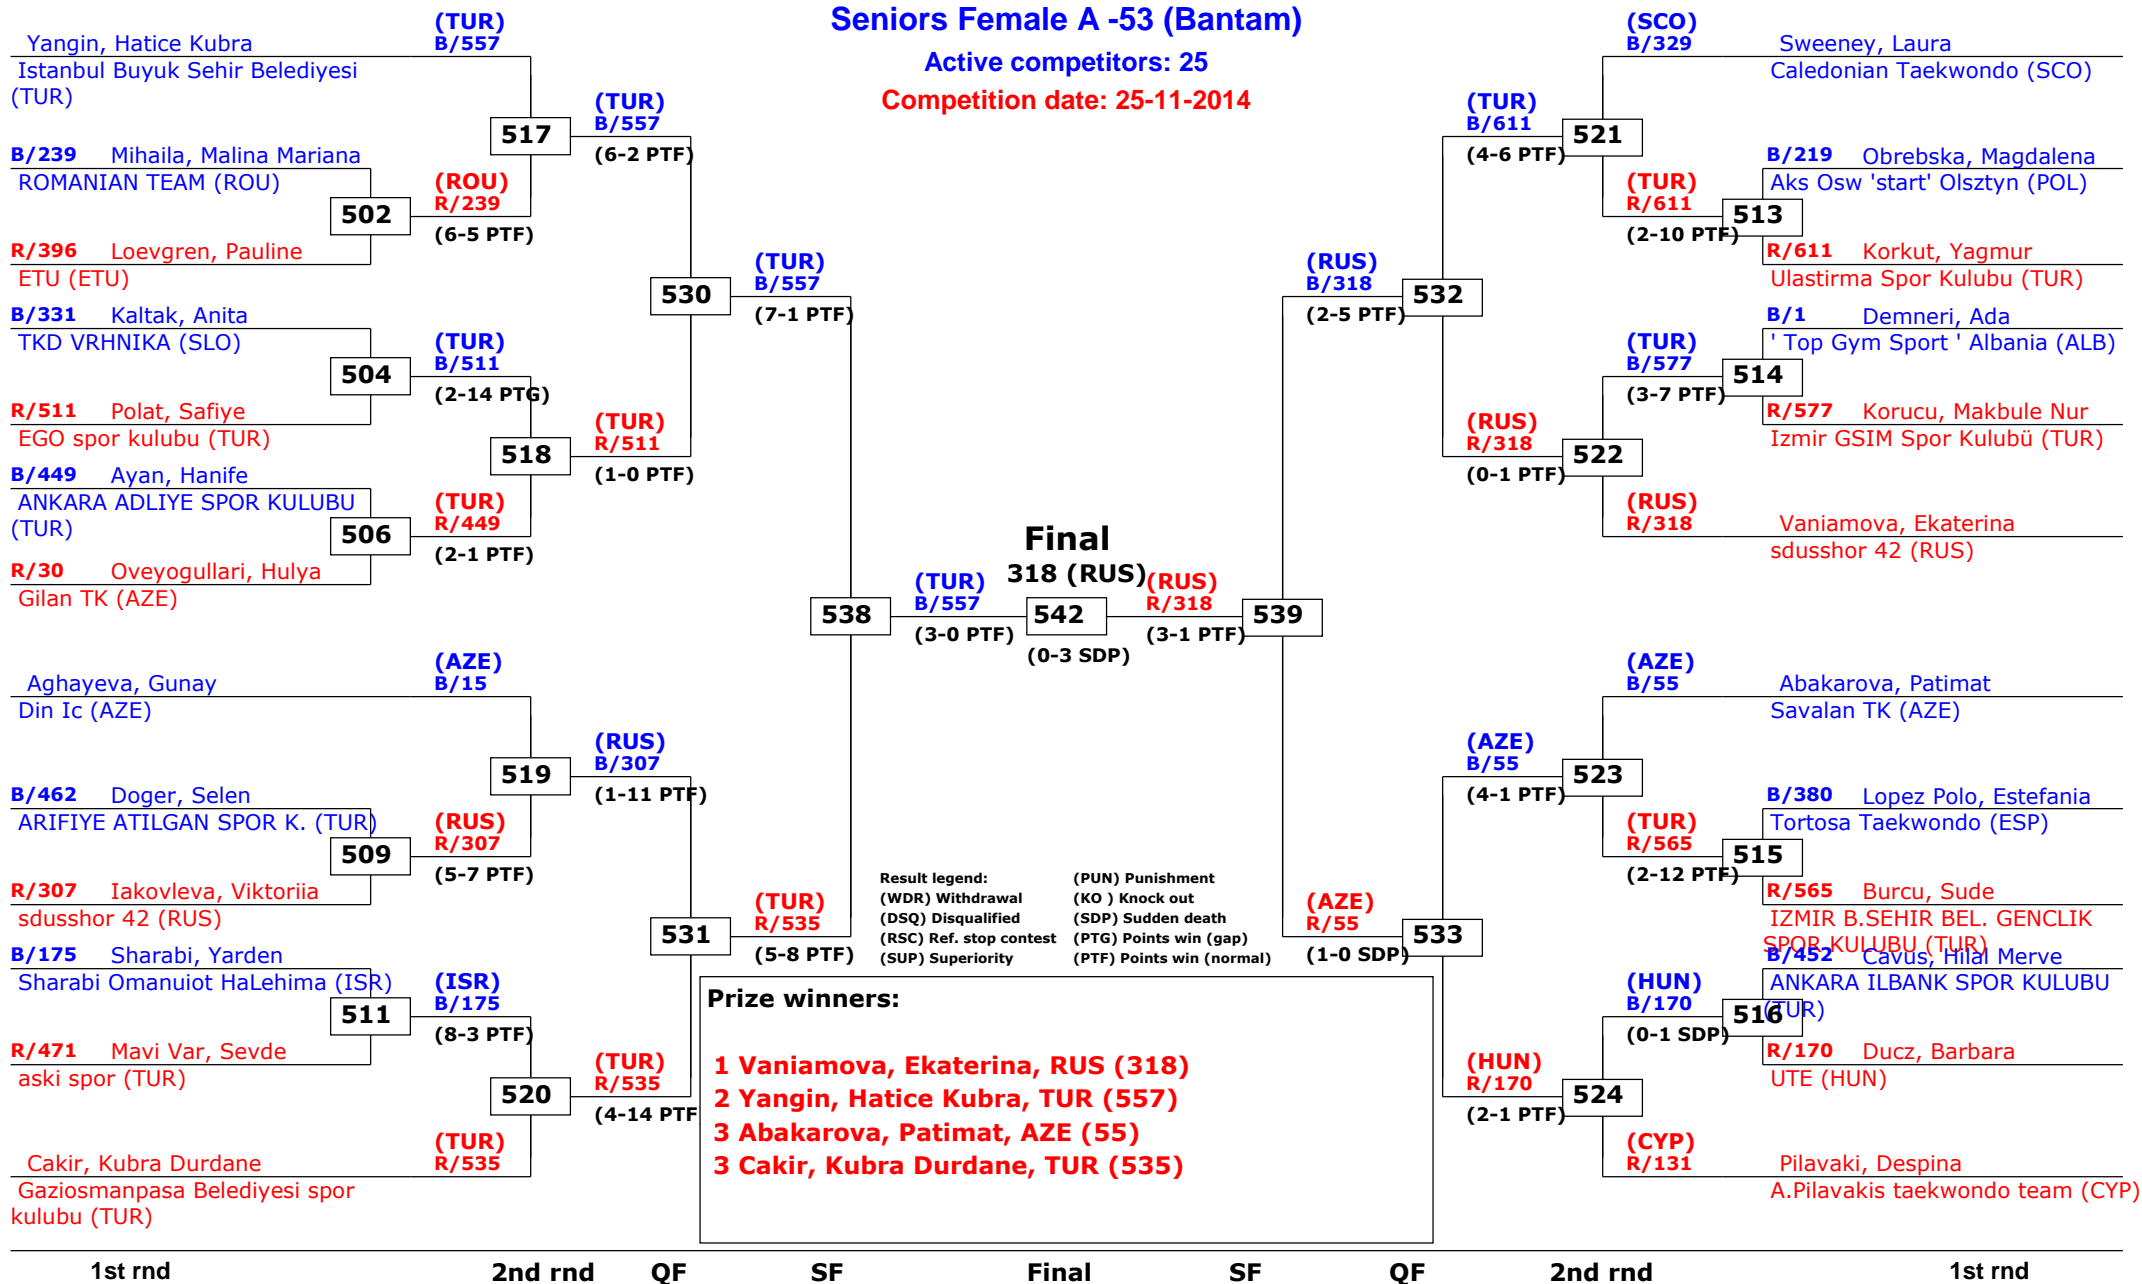 Seniors Female A -53 (Bantam)
Active competitors: 25
Competition date: 25-11-2014
(TUR)
B/557
Yangin, Hatice Kubra
Istanbul Buyuk Sehir Belediyesi
(TUR)
517
(TUR)
B/557
(6-2 PTF)
B/239 Mihaila, Malina Mariana
ROMANIAN TEAM (ROU)
502
(ROU)
R/239
(6-5 PTF)
R/396 Loevgren, Pauline
ETU (ETU)
530
(TUR)
B/557
(7-1 PTF)
B/331 Kaltak, Anita
TKD VRHNIKA (SLO)
504
(TUR)
B/511
(2-14 PTG)
R/511 Polat, Safiye
EGO spor kulubu (TUR)
518
(TUR)
R/511
(1-0 PTF)
B/449 Ayan, Hanife
ANKARA ADLIYE SPOR KULUBU
(TUR)
506
(TUR)
R/449
(2-1 PTF)
R/30 Oveyogullari, Hulya
Gilan TK (AZE)
538
(TUR)
B/557
(3-0 PTF)
(AZE)
B/15
Aghayeva, Gunay
Din Ic (AZE)
519
(RUS)
B/307
(1-11 PTF)
B/462 Doger, Selen
ARIFIYE ATILGAN SPOR K. (TUR)
509
(RUS)
R/307
(5-7 PTF)
R/307 Iakovleva, Viktoriia
sdusshor 42 (RUS)
531
(TUR)
R/535
(5-8 PTF)
B/175 Sharabi, Yarden
Sharabi Omanuiot HaLehima (ISR)
511
(ISR)
B/175
(8-3 PTF)
R/471 Mavi Var, Sevde
aski spor (TUR)
520
(TUR)
R/535
(4-14 PTF
(TUR)
R/535
Cakir, Kubra Durdane
Gaziosmanpasa Belediyesi spor
kulubu (TUR)
Final
318 (RUS)
542
(0-3 SDP)
(RUS)
R/318
(3-1 PTF)
539
(SCO)
B/329
Sweeney, Laura
Caledonian Taekwondo (SCO)
(TUR)
B/611
(4-6 PTF)
521
B/219 Obrebska, Magdalena
Aks Osw 'start' Olsztyn (POL)
(TUR)
R/611
(2-10 PTF)
513
R/611 Korkut, Yagmur
Ulastirma Spor Kulubu (TUR)
(RUS)
B/318
(2-5 PTF)
532
B/1 Demneri, Ada
' Top Gym Sport ' Albania (ALB)
(TUR)
B/577
(3-7 PTF)
514
R/577 Korucu, Makbule Nur
Izmir GSIM Spor Kulubü (TUR)
(RUS)
R/318
(0-1 PTF)
522
(RUS)
R/318
Vaniamova, Ekaterina
sdusshor 42 (RUS)
(AZE)
B/55
Abakarova, Patimat
Savalan TK (AZE)
(AZE)
B/55
(4-1 PTF)
523
B/380 Lopez Polo, Estefania
Tortosa Taekwondo (ESP)
(TUR)
R/565
(2-12 PTF)
515
R/565 Burcu, Sude
IZMIR B.SEHIR BEL. GENCLIK
SPOR KULUBU (TUR)
(AZE)
R/55
(1-0 SDP)
533
B/452 Cavus, Hilal Merve
ANKARA ILBANK SPOR KULUBU
(TUR)
(HUN)
B/170
(0-1 SDP)
516
R/170 Ducz, Barbara
UTE (HUN)
(HUN)
R/170
(2-1 PTF)
524
(CYP)
R/131
Pilavaki, Despina
A.Pilavakis taekwondo team (CYP)
Result legend: (PUN) Punishment
(WDR) Withdrawal (KO ) Knock out
(DSQ) Disqualified (SDP) Sudden death
(RSC) Ref. stop contest (PTG) Points win (gap)
(SUP) Superiority (PTF) Points win (normal)
Prize winners:
1 Vaniamova, Ekaterina, RUS (318)
2 Yangin, Hatice Kubra, TUR (557)
3 Abakarova, Patimat, AZE (55)
3 Cakir, Kubra Durdane, TUR (535)
1st rnd 2nd rnd QF SF Final SF QF 2nd rnd 1st rnd